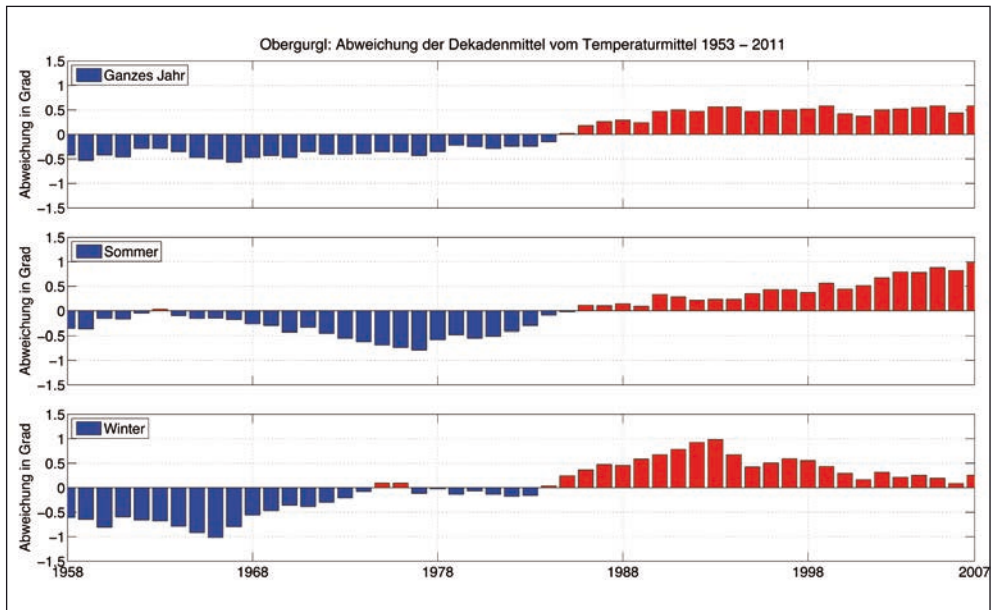 Obergurgl: Abweichung der Dekadenmittel vom Temperaturmittel 1953 – 2011
Abweichung in Grad
1.5
1
0.5
0
−0.5
−1
−1.5
Ganzes Jahr
Abweichung in Grad
1.5
1
0.5
0
−0.5
−1
−1.5
Sommer
Abweichung in Grad
1.5
1
0.5
0
−0.5
−1
−1.5
Winter
1958 1968 1978 1988 1998 2007